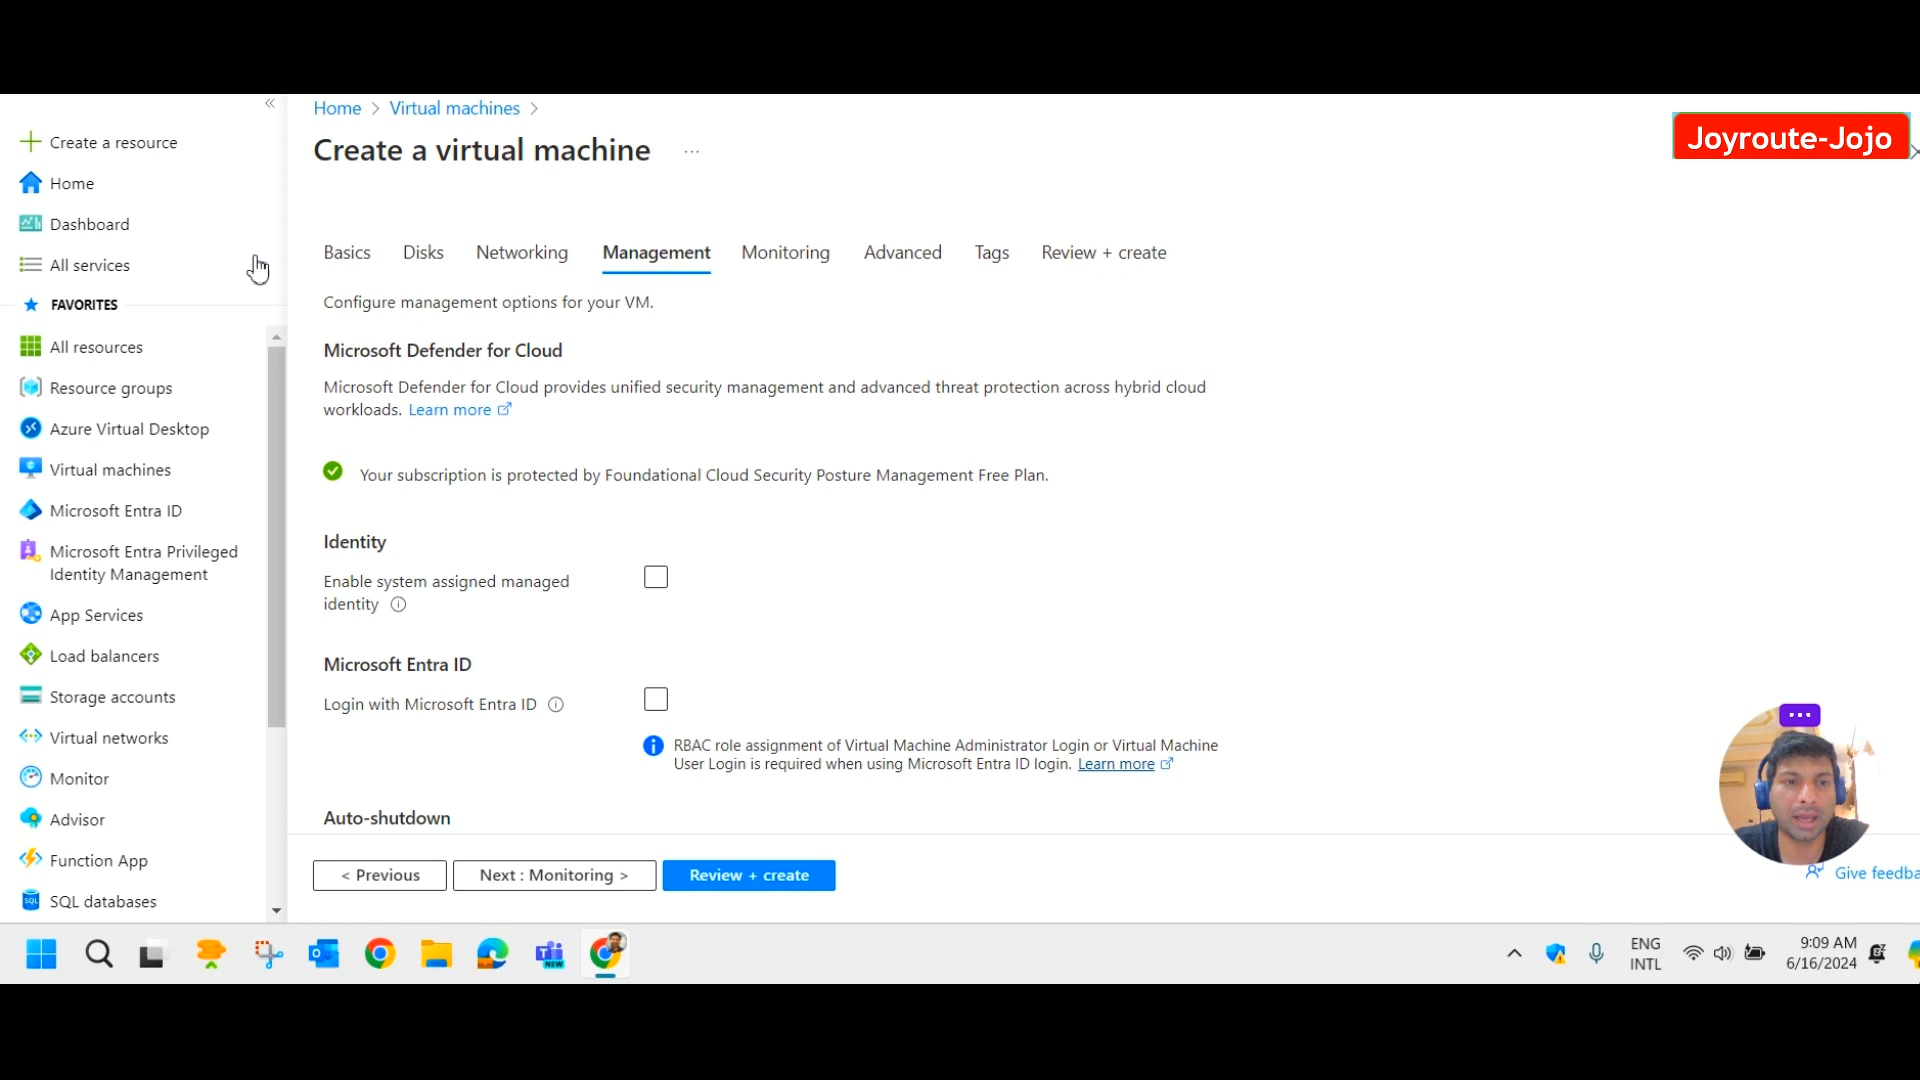 «
Home > Virtual machines >
Create a virtual machine ...
Joyroute-Jojo
Create a resource
Home
Dashboard
All services
FAVORITES
All resources
Resource groups
Azure Virtual Desktop
Virtual machines
Microsoft Entra ID
Microsoft Entra Privileged
Identity Management
App Services
Load balancers
Storage accounts
Virtual networks
Monitor
Advisor
Function App
SQL databases
Basics Disks Networking Management Monitoring Advanced Tags Review + create
Configure management options for your VM.
Microsoft Defender for Cloud
Microsoft Defender for Cloud provides unified security management and advanced threat protection across hybrid cloud
workloads. Learn more
Your subscription is protected by Foundational Cloud Security Posture Management Free Plan.
Identity
Enable system assigned managed
identity
Microsoft Entra ID
Login with Microsoft Entra ID
RBAC role assignment of Virtual Machine Administrator Login or Virtual Machine
User Login is required when using Microsoft Entra ID login. Learn more
Auto-shutdown
< Previous
Next : Monitoring >
Review + create
Give feedba
NEW
ENG
INTL
9:09 AM
6/16/2024